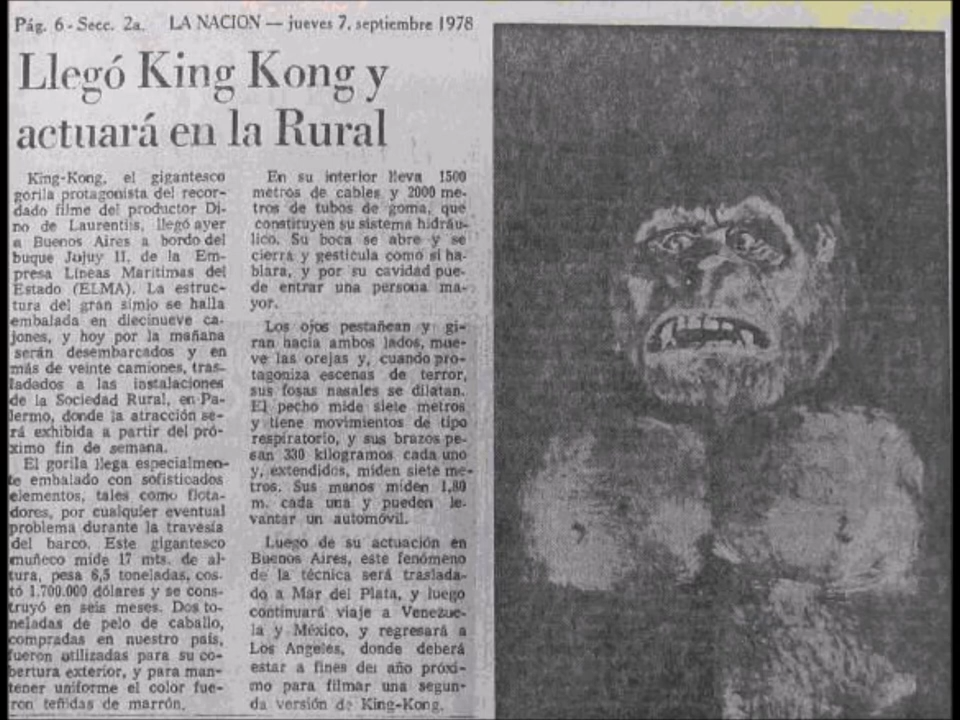 Pág. 6 - Secc. 2a. LA NACION — jueves 7, septiembre 1978
Llegó King Kong y
actuará en la Rural
King-Kong, el gigantesco
gorila protagonista del recor-
dado filme del productor Di-
no de Laurentiis, llegó ayer
a Buenos Aires a bordo del
buque Jujuy II, de la Em-
presa Líneas Marítimas del
Estado (ELMA). La estruc-
tura del gran simio se halla
embalada en diecinueve ca-
jones, y hoy por la mañana
serán desembarcados y en
más de veinte camiones, tras-
ladados a las instalaciones
de la Sociedad Rural, en Pa-
lermo, donde la atracción se-
rá exhibida a partir del pró-
ximo fin de semana.
El gorila llega especialmen-
te embalado con sofisticados
elementos, tales como flota-
dores, por cualquier eventual
problema durante la travesía
del barco. Este gigantesco
muñeco mide 17 mts. de al-
tura, pesa 6,5 toneladas, cos-
tó 1.700.000 dólares y se cons-
truyó en seis meses. Dos to-
neladas de pelo de caballo,
compradas en nuestro país,
fueron utilizadas para su co-
bertura exterior, y para man-
tener uniforme el color fue-
ron teñidas de marrón.
En su interior lleva 1500
metros de cables y 2000 me-
tros de tubos de goma, que
constituyen su sistema hidráu-
lico. Su boca se abre y se
cierra y gesticula como si ha-
blara, y por su cavidad pue-
de entrar una persona ma-
yor.
Los ojos pestañean y gi-
ran hacia ambos lados, mue-
ve las orejas y, cuando pro-
tagoniza escenas de terror,
sus fosas nasales se dilatan.
El pecho mide siete metros
y tiene movimientos de tipo
respiratorio, y sus brazos pe-
san 330 kilogramos cada uno
y, extendidos, miden siete me-
tros. Sus manos miden 1,80
m. cada una y pueden le-
vantar un automóvil.
Luego de su actuación en
Buenos Aires, este fenómeno
de la técnica será traslada-
do a Mar del Plata, y luego
continuará viaje a Venezue-
la y México, y regresará a
Los Angeles, donde deberá
estar a fines del año próxi-
mo para filmar una segun-
da versión de King-Kong.